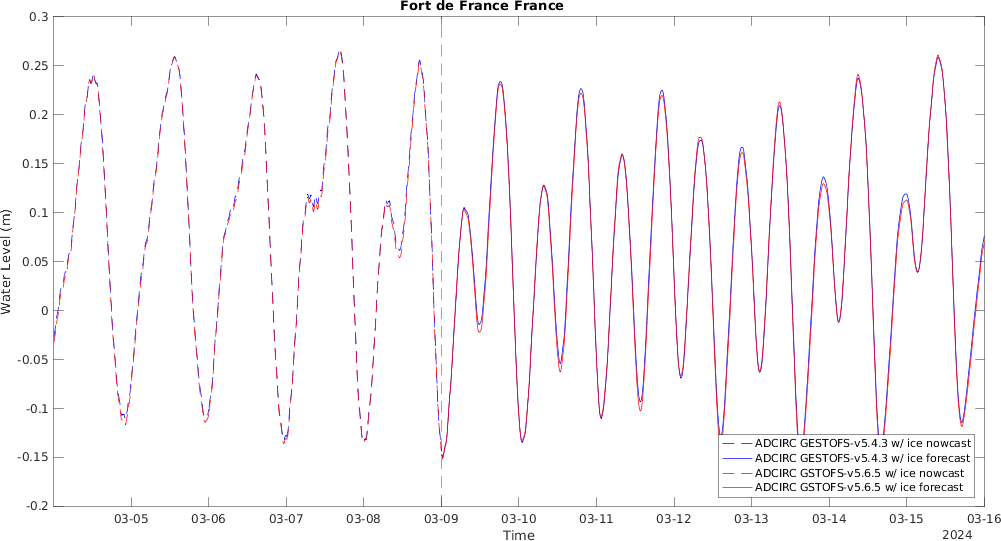 Fort de France France
0.3
0.25
0.2
0.15
0.1
0.05
0
-0.05
-0.1
-0.15
-0.2
Water Level (m)
ADCIRC GESTOFS-v5.4.3 w/ ice nowcast
ADCIRC GESTOFS-v5.4.3 w/ ice forecast
ADCIRC GSTOFS-v5.6.5 w/ ice nowcast
ADCIRC GSTOFS-v5.6.5 w/ ice forecast
03-05 03-06 03-07 03-08 03-09 03-10 03-11 03-12 03-13 03-14 03-15 03-16
Time
2024